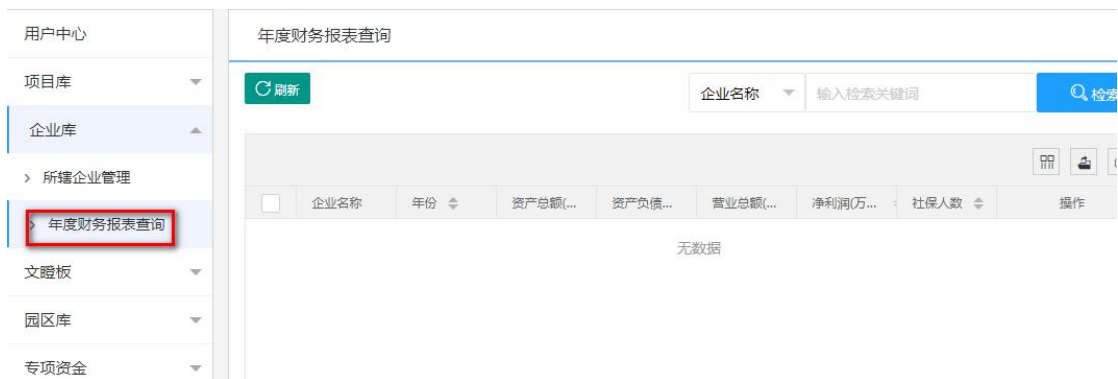 用户中心
项目库
企业库
所辖企业管理
年度财务报表查询
文瞪板
园区库
专项资金
年度财务报表查询
刷新
企业名称 输入检索关键词 检索
企业名称 年份 资产总额(... 资产负债... 营业总额(... 净利润(万... 社保人数 操作
无数据